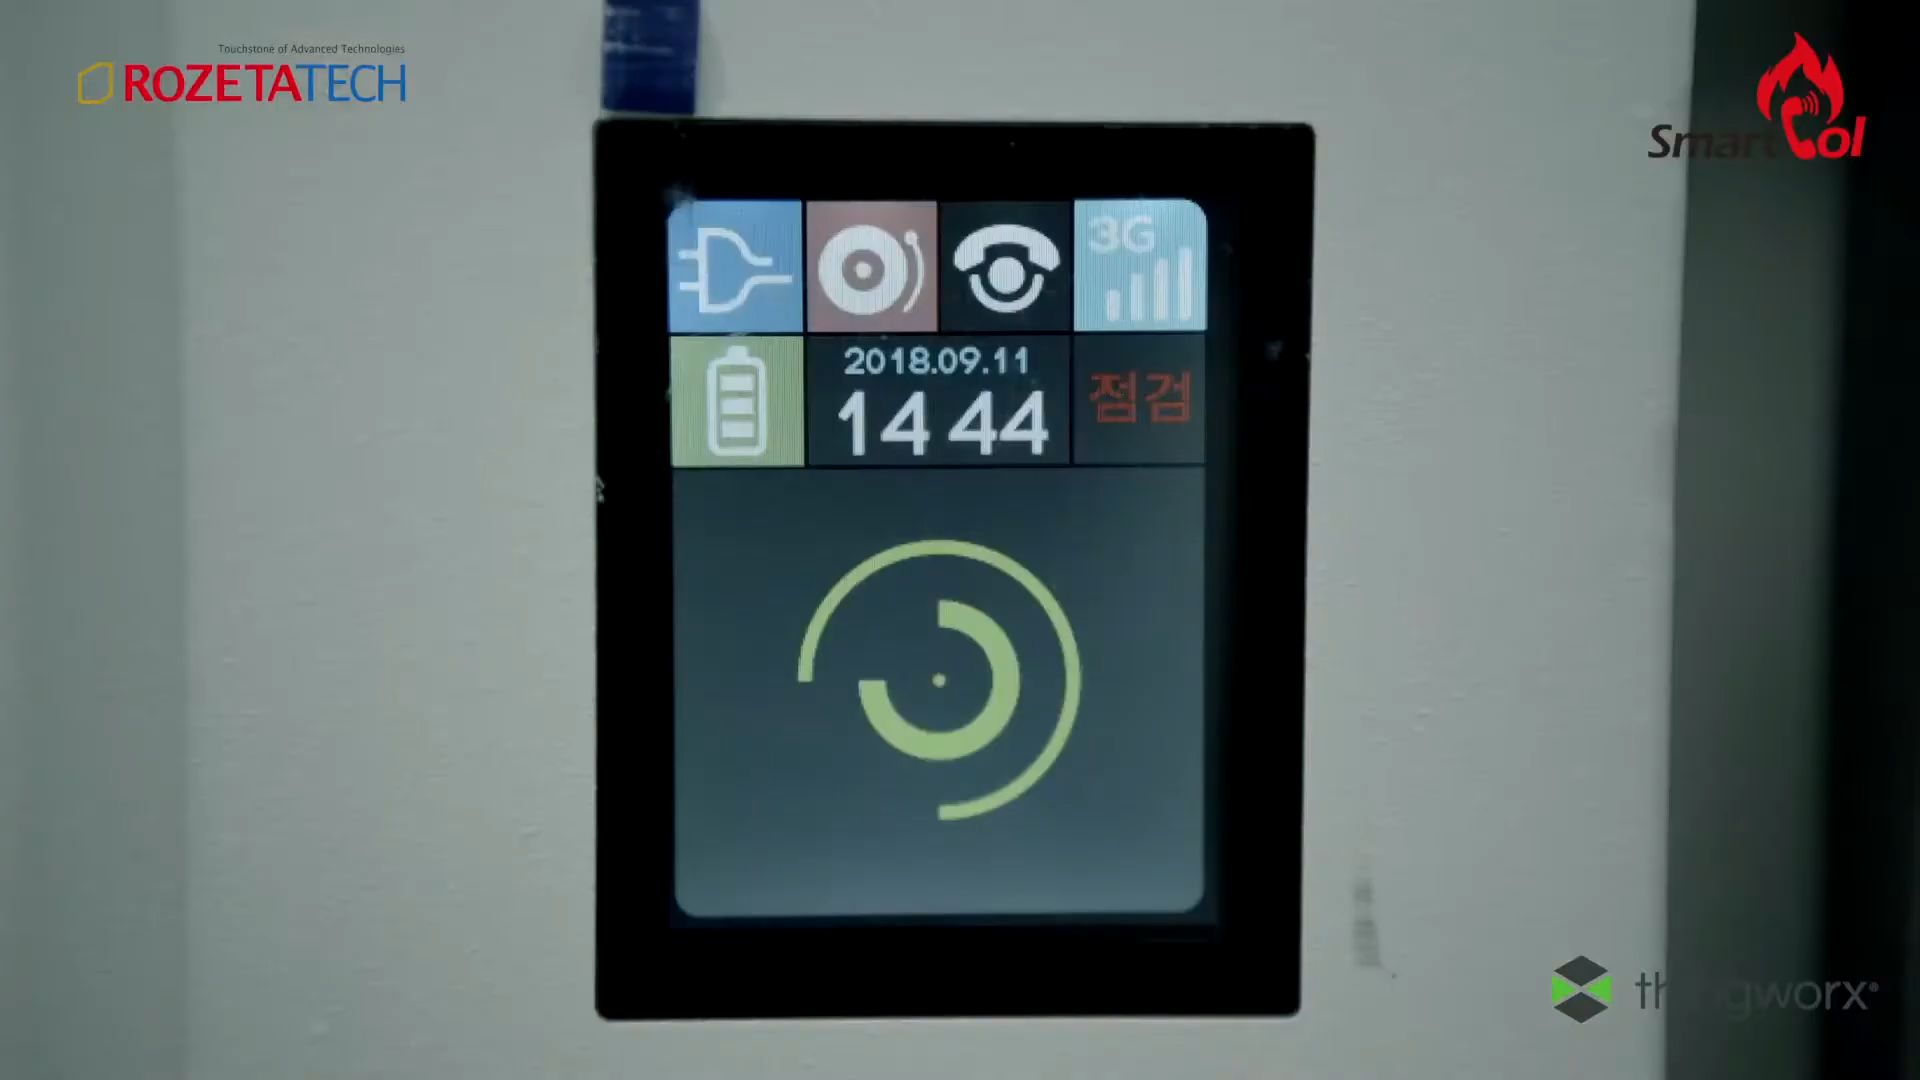 Touchstone of Advanced Technologies
ROZETATECH
SmartCol
3G
2018.09.11
14 44
점검
thingworx®